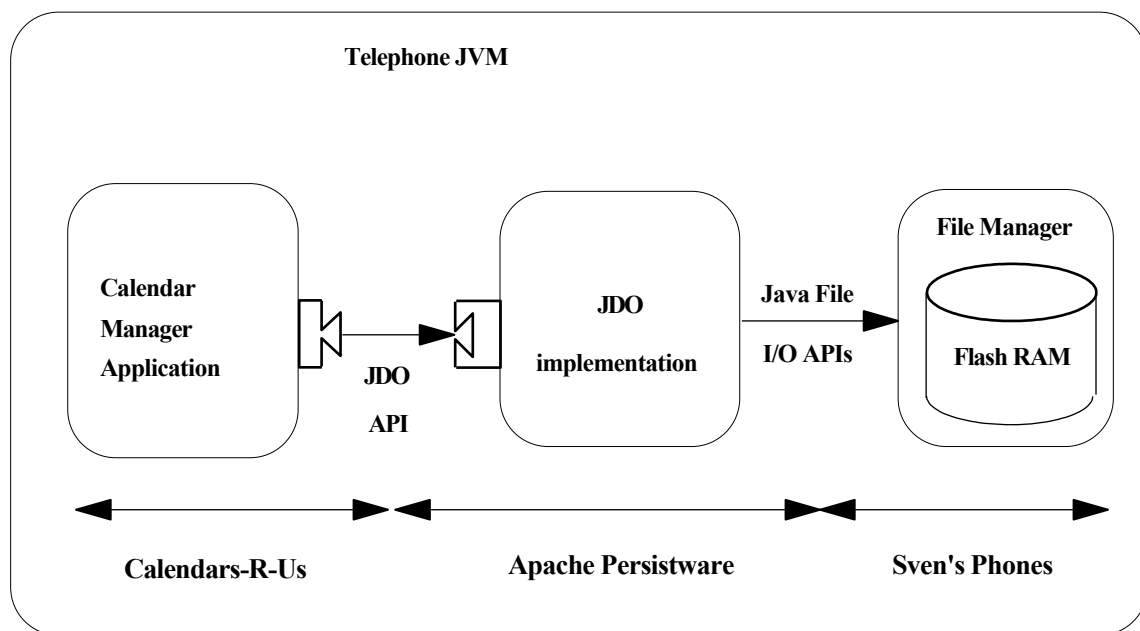 Telephone JVM
Calendar
Manager
Application
JDO
API
JDO
implementation
Java File
I/O APIs
File Manager
Flash RAM
Calendars-R-Us
Apache Persistware
Sven's Phones